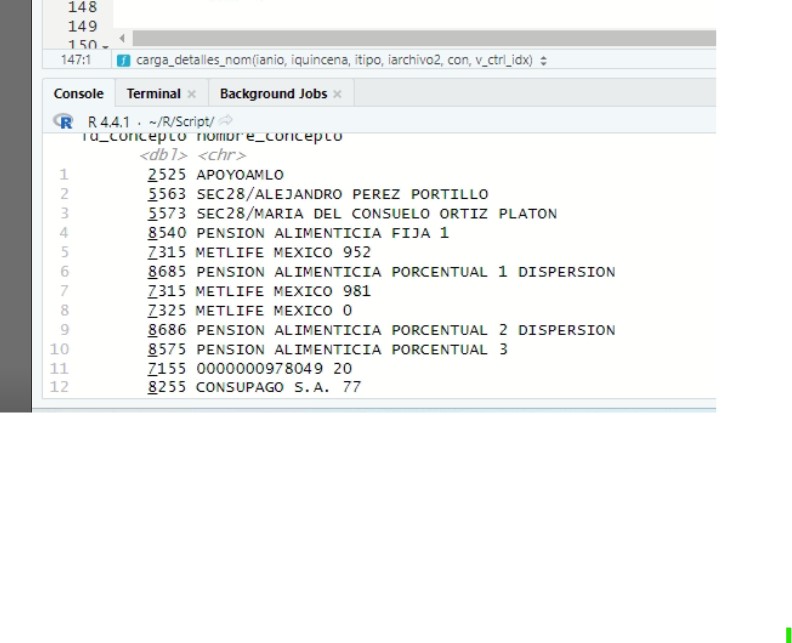 148
149
150
147:1 carga_detalles_nom(ianio, iquincena, itipo, iarchivo2, con, v_ctrl_idx)
Console Terminal Background Jobs
R 4.4.1 · ~/R/Script/
id_concepto nombre_concepto
<dbl> <chr>
1 2525 APOYOAMLO
2 5563 SEC28/ALEJANDRO PEREZ PORTILLO
3 5573 SEC28/MARIA DEL CONSUELO ORTIZ PLATON
4 8540 PENSION ALIMENTICIA FIJA 1
5 7315 METLIFE MEXICO 952
6 8685 PENSION ALIMENTICIA PORCENTUAL 1 DISPERSION
7 7315 METLIFE MEXICO 981
8 7325 METLIFE MEXICO 0
9 8686 PENSION ALIMENTICIA PORCENTUAL 2 DISPERSION
10 8575 PENSION ALIMENTICIA PORCENTUAL 3
11 7155 0000000978049 20
12 8255 CONSUPAGO S.A. 77